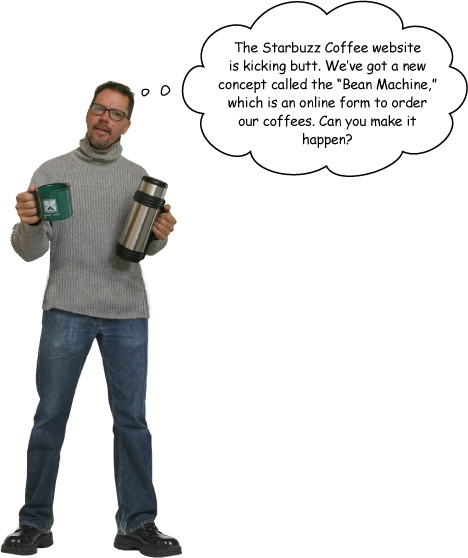 The Starbuzz Coffee website
is kicking butt. We've got a new
concept called the “Bean Machine,”
which is an online form to order
our coffees. Can you make it
happen?